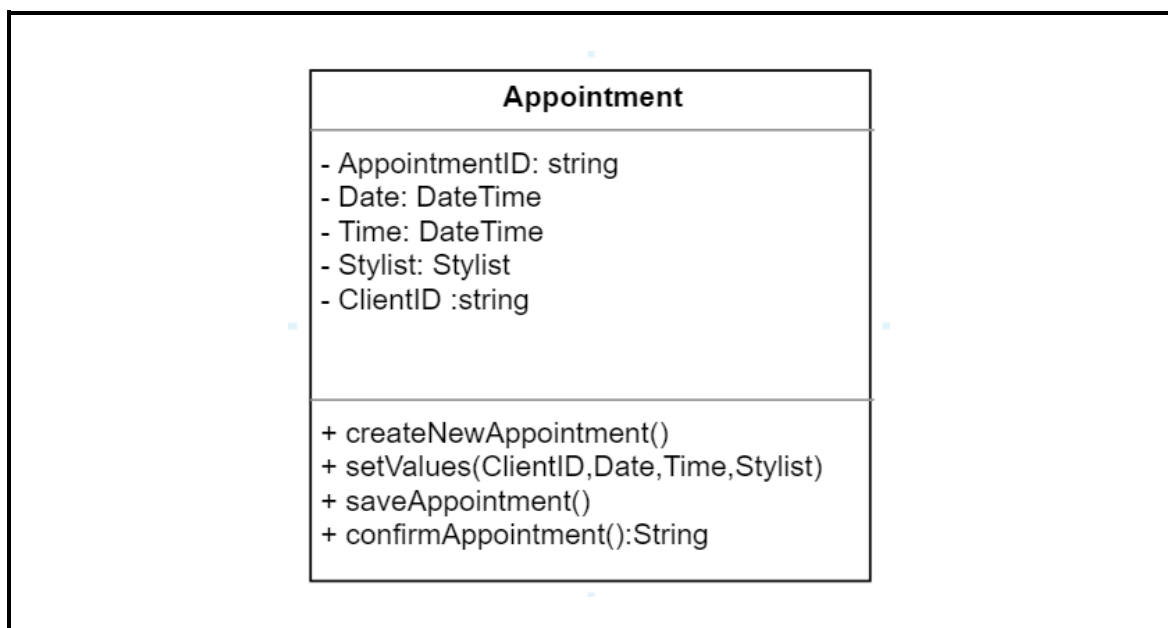 Appointment
- AppointmentID: string
- Date: DateTime
- Time: DateTime
- Stylist: Stylist
- ClientID :string
+ createNewAppointment()
+ setValues(ClientID,Date,Time,Stylist)
+ saveAppointment()
+ confirmAppointment():String